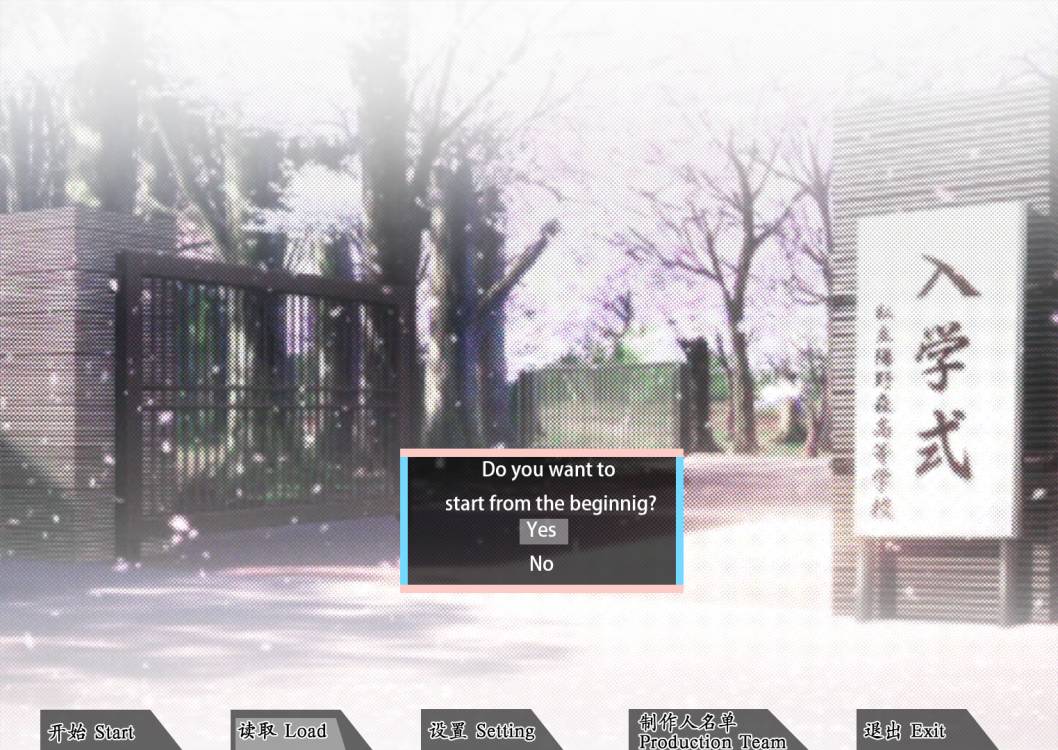 入学式
Do you want to
start from the beginnig?
Yes
No
开始 Start
读取 Load
设置 Setting
制作人名单
Production Team
退出 Exit